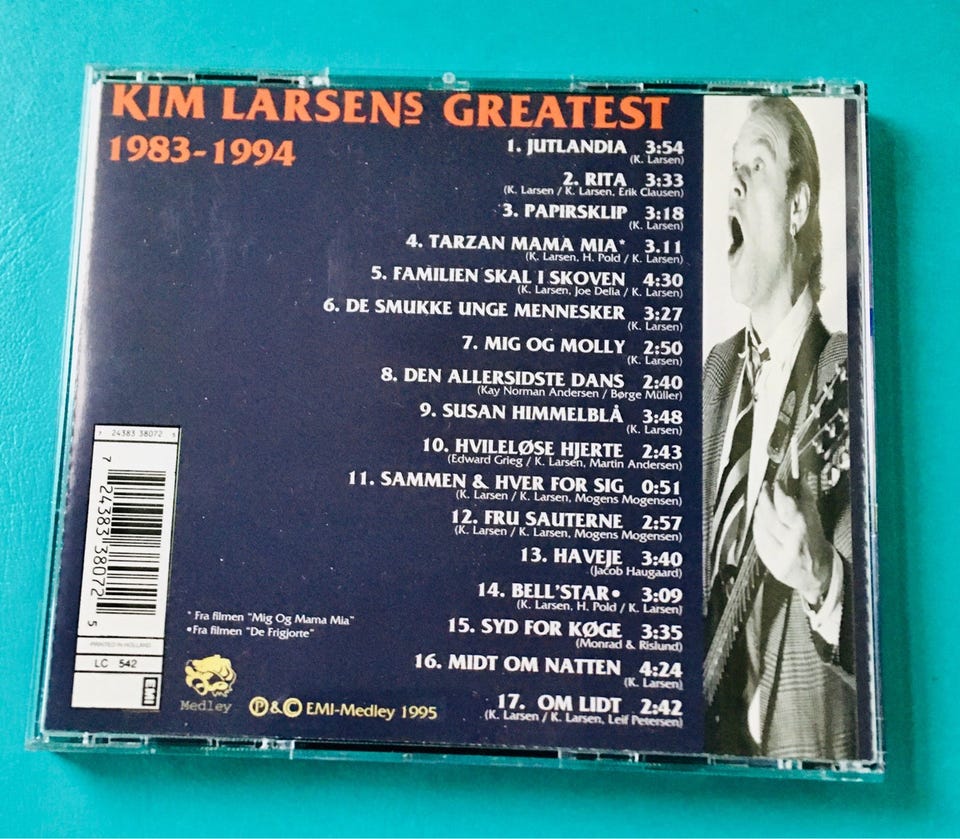 KIM LARSENS GREATEST
1983-1994
1. JUTLANDIA 3:54
(K. Larsen)
2. RITA 3:33
(K. Larsen / K. Larsen, Erik Clausen)
3. PAPIRSKLIP 3:18
(K. Larsen)
4. TARZAN MAMA MIA* 3.11
(K. Larsen, H. Pold / K. Larsen)
5. FAMILIEN SKAL I SKOVEN 4:30
(K. Larsen, Joe Delia / K. Larsen)
6. DE SMUKKE UNGE MENNESKER 3:27
(K. Larsen)
7. MIG OG MOLLY 2:50
(K. Larsen)
8. DEN ALLERSIDSTE DANS 2:40
(Kay Norman Andersen / Børge Müller)
9. SUSAN HIMMELBLÅ 3:48
(K. Larsen)
10. HVILELØSE HJERTE 2:43
(Edward Grieg / K. Larsen, Martin Andersen)
11. SAMMEN & HVER FOR SIG 0:51
(K. Larsen / K. Larsen, Mogens Mogensen)
12. FRU SAUTERNE 2:57
(K. Larsen / K. Larsen, Mogens Mogensen)
13. HAVEJE 3:40
(Jacob Haugaard)
14. BELL'STAR• 3:09
(K. Larsen, H. Pold / K. Larsen)
15. SYD FOR KØGE 3:35
(Monrad & Rislund)
16. MIDT OM NATTEN 4:24
(K. Larsen)
17. OM LIDT 2:42
(K. Larsen / K. Larsen, Leif Petersen)
7 24383 38072 5
7 24383 38072 5
PRINTED IN HOLLAND
LC 542
EMI
* Fra filmen "Mig Og Mama Mia"
•Fra filmen "De Frigjorte"
Medley
Ⓟ&© EMI-Medley 1995